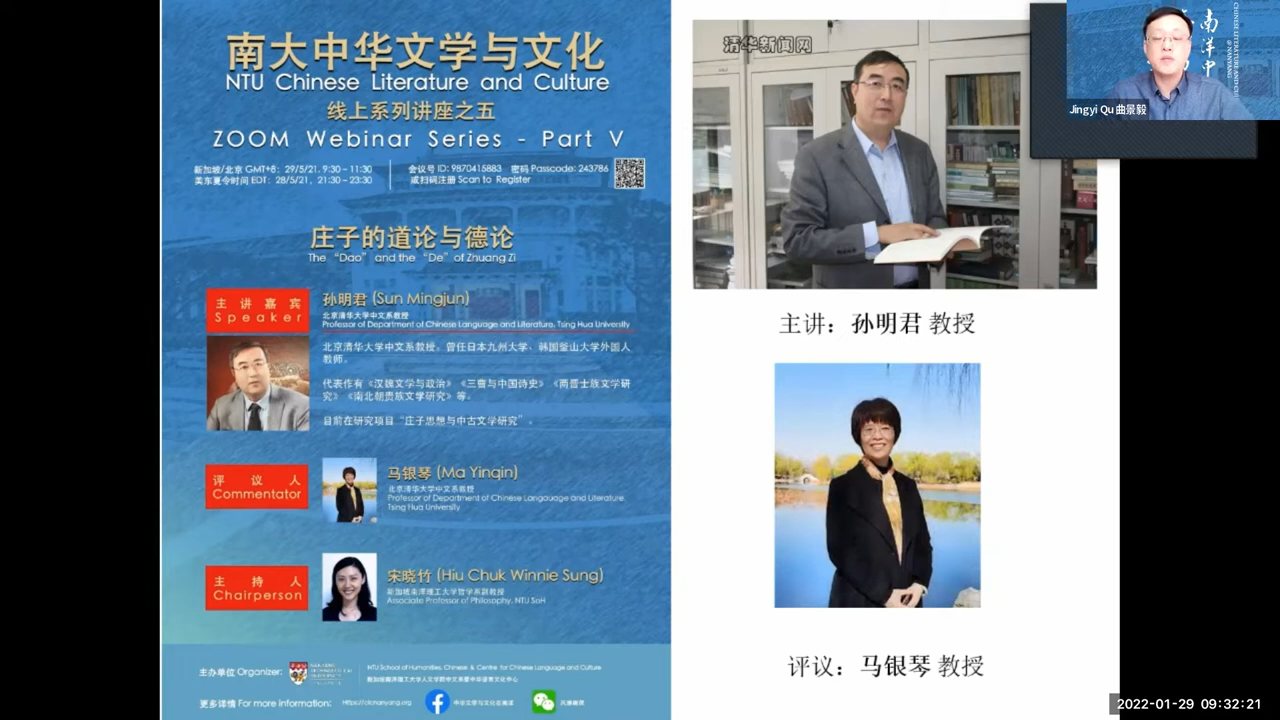 南大中华文学与文化
NTU Chinese Literature and Culture
线上系列讲座之五
ZOOM Webinar Series - Part V
新加坡/北京 GMT+8: 29/5/21, 9:30 – 11:30
美东夏令时间 EDT: 28/5/21, 21:30 – 23:30
会议号 ID: 9870415883 密码 Passcode: 243786
或扫码注册 Scan to Register
庄子的道论与德论
The “Dao” and the “De” of Zhuang Zi
主讲嘉宾
Speaker
孙明君 (Sun Mingjun)
北京清华大学中文系教授
Professor of Department of Chinese Language and Literature, Tsing Hua University
北京清华大学中文系教授。曾任日本九州大学、韩国釜山大学外国人
教师。
代表作有《汉魏文学与政治》《三曹与中国诗史》《两晋士族文学研
究》《南北朝贵族文学研究》等。
目前在研究项目“庄子思想与中古文学研究”。
评议人
Commentator
马银琴 (Ma Yinqin)
北京清华大学中文系教授
Professor of Department of Chinese Langauage and Literature,
Tsing Hua University
主持人
Chairperson
宋晓竹 (Hiu Chuk Winnie Sung)
新加坡南洋理工大学哲学系副教授
Associate Professor of Philosophy, NTU SoH
主办单位 Organizer:
NTU School of Humanities, Chinese & Centre for Chinese Language and Culture
新加坡南洋理工大学人文学院中文系暨中华语言文化中心
更多详情 For more information:
清华新闻网
主讲：孙明君 教授
评议：马银琴 教授
南洋中
CHINESE LITERATURE AND CUL
@ NANYANG
Jingyi Qu 曲景毅
2022-01-29 09:32:21